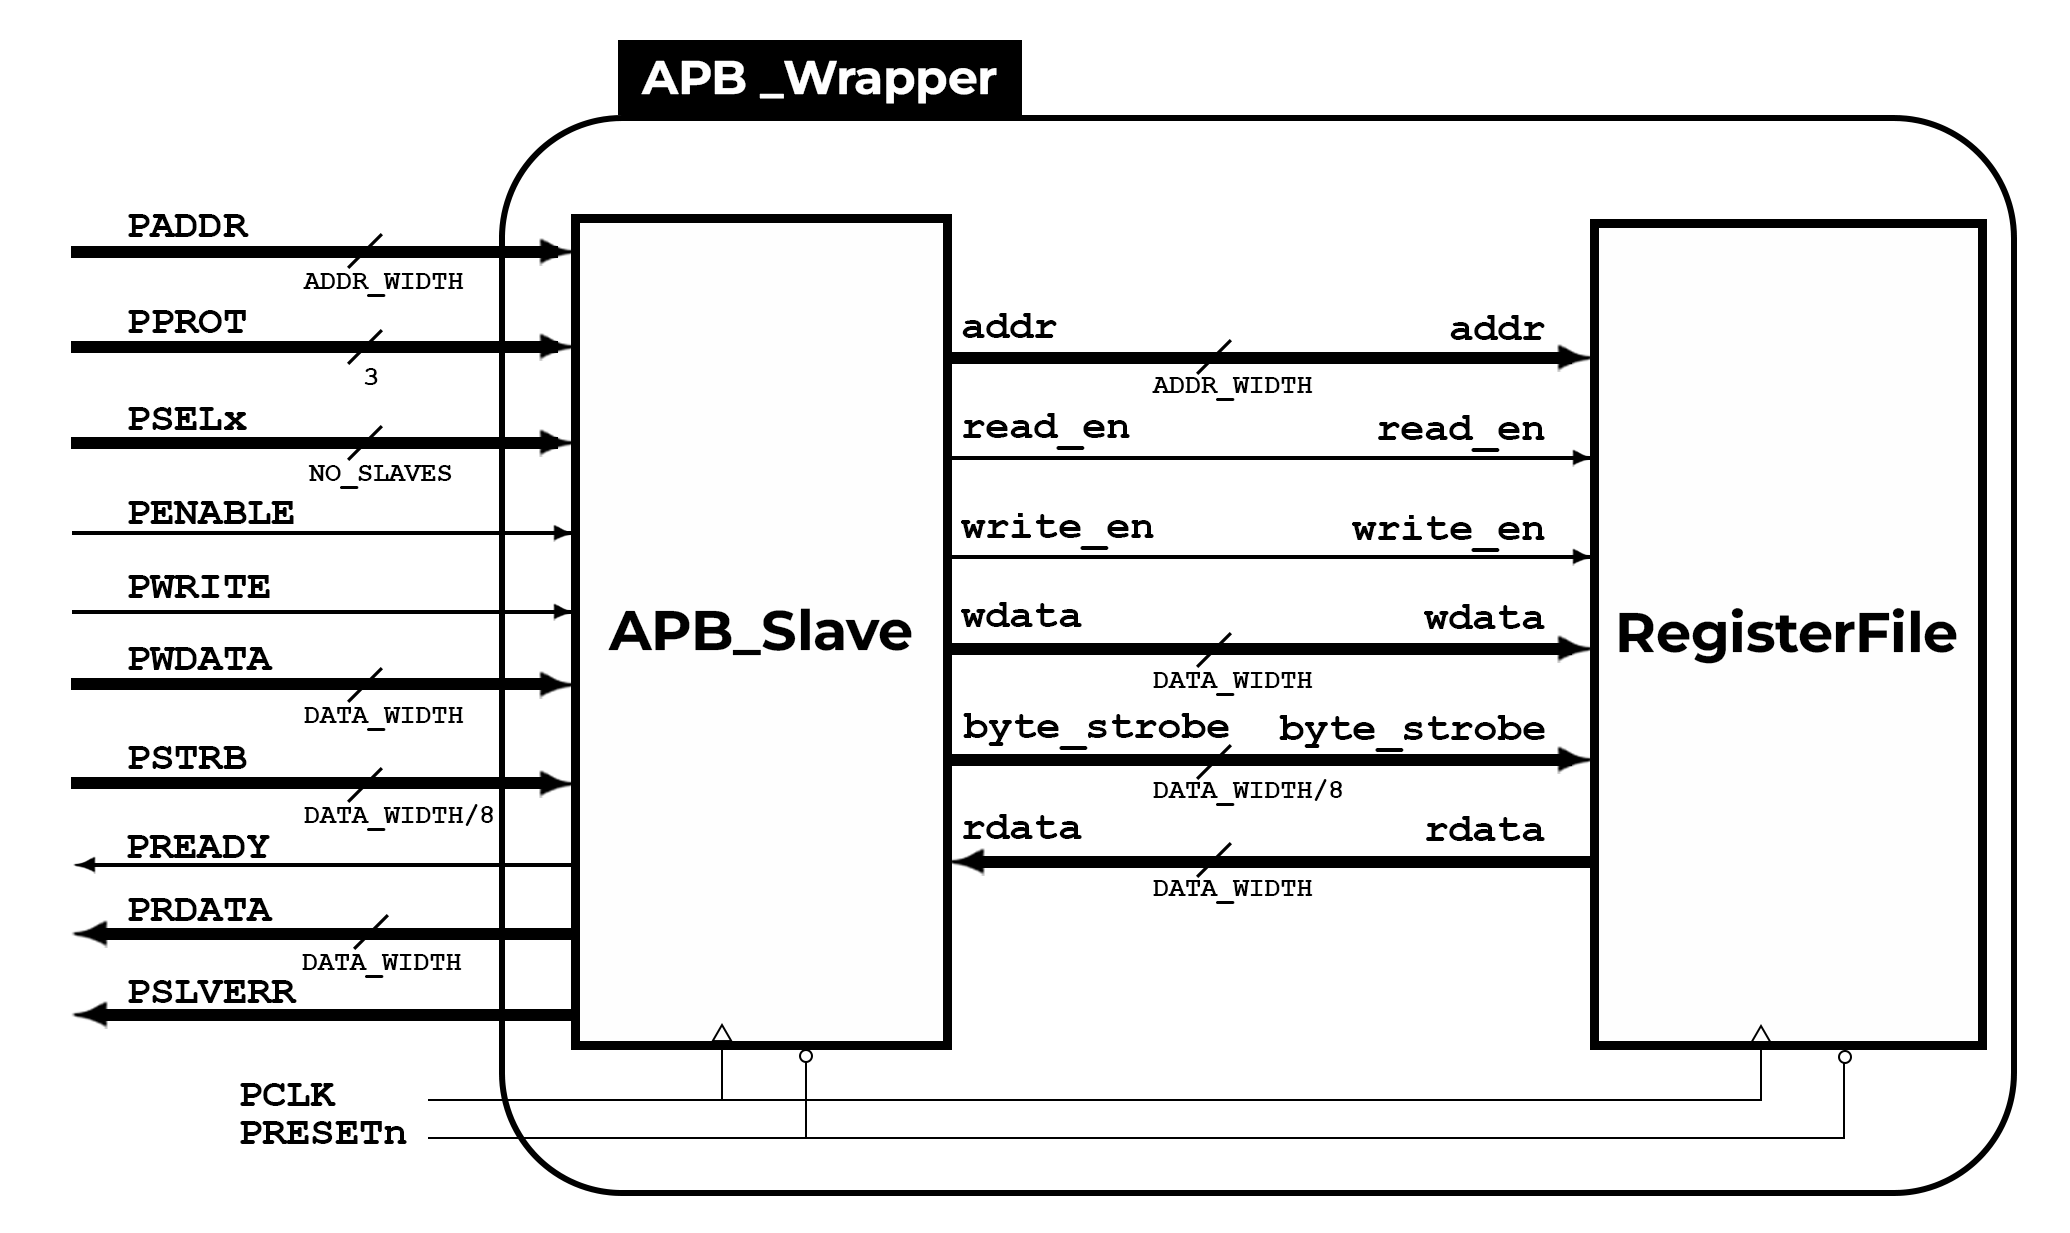 APB _Wrapper
PADDR
ADDR_WIDTH
PPROT
3
PSELx
NO_SLAVES
PENABLE
PWRITE
PWDATA
DATA_WIDTH
PSTRB
DATA_WIDTH/8
PREADY
PRDATA
DATA_WIDTH
PSLVERR
PCLK
PRESETn
APB_Slave
addr addr
ADDR_WIDTH
read_en read_en
write_en write_en
wdata wdata
DATA_WIDTH
byte_strobe byte_strobe
DATA_WIDTH/8
rdata rdata
DATA_WIDTH
RegisterFile